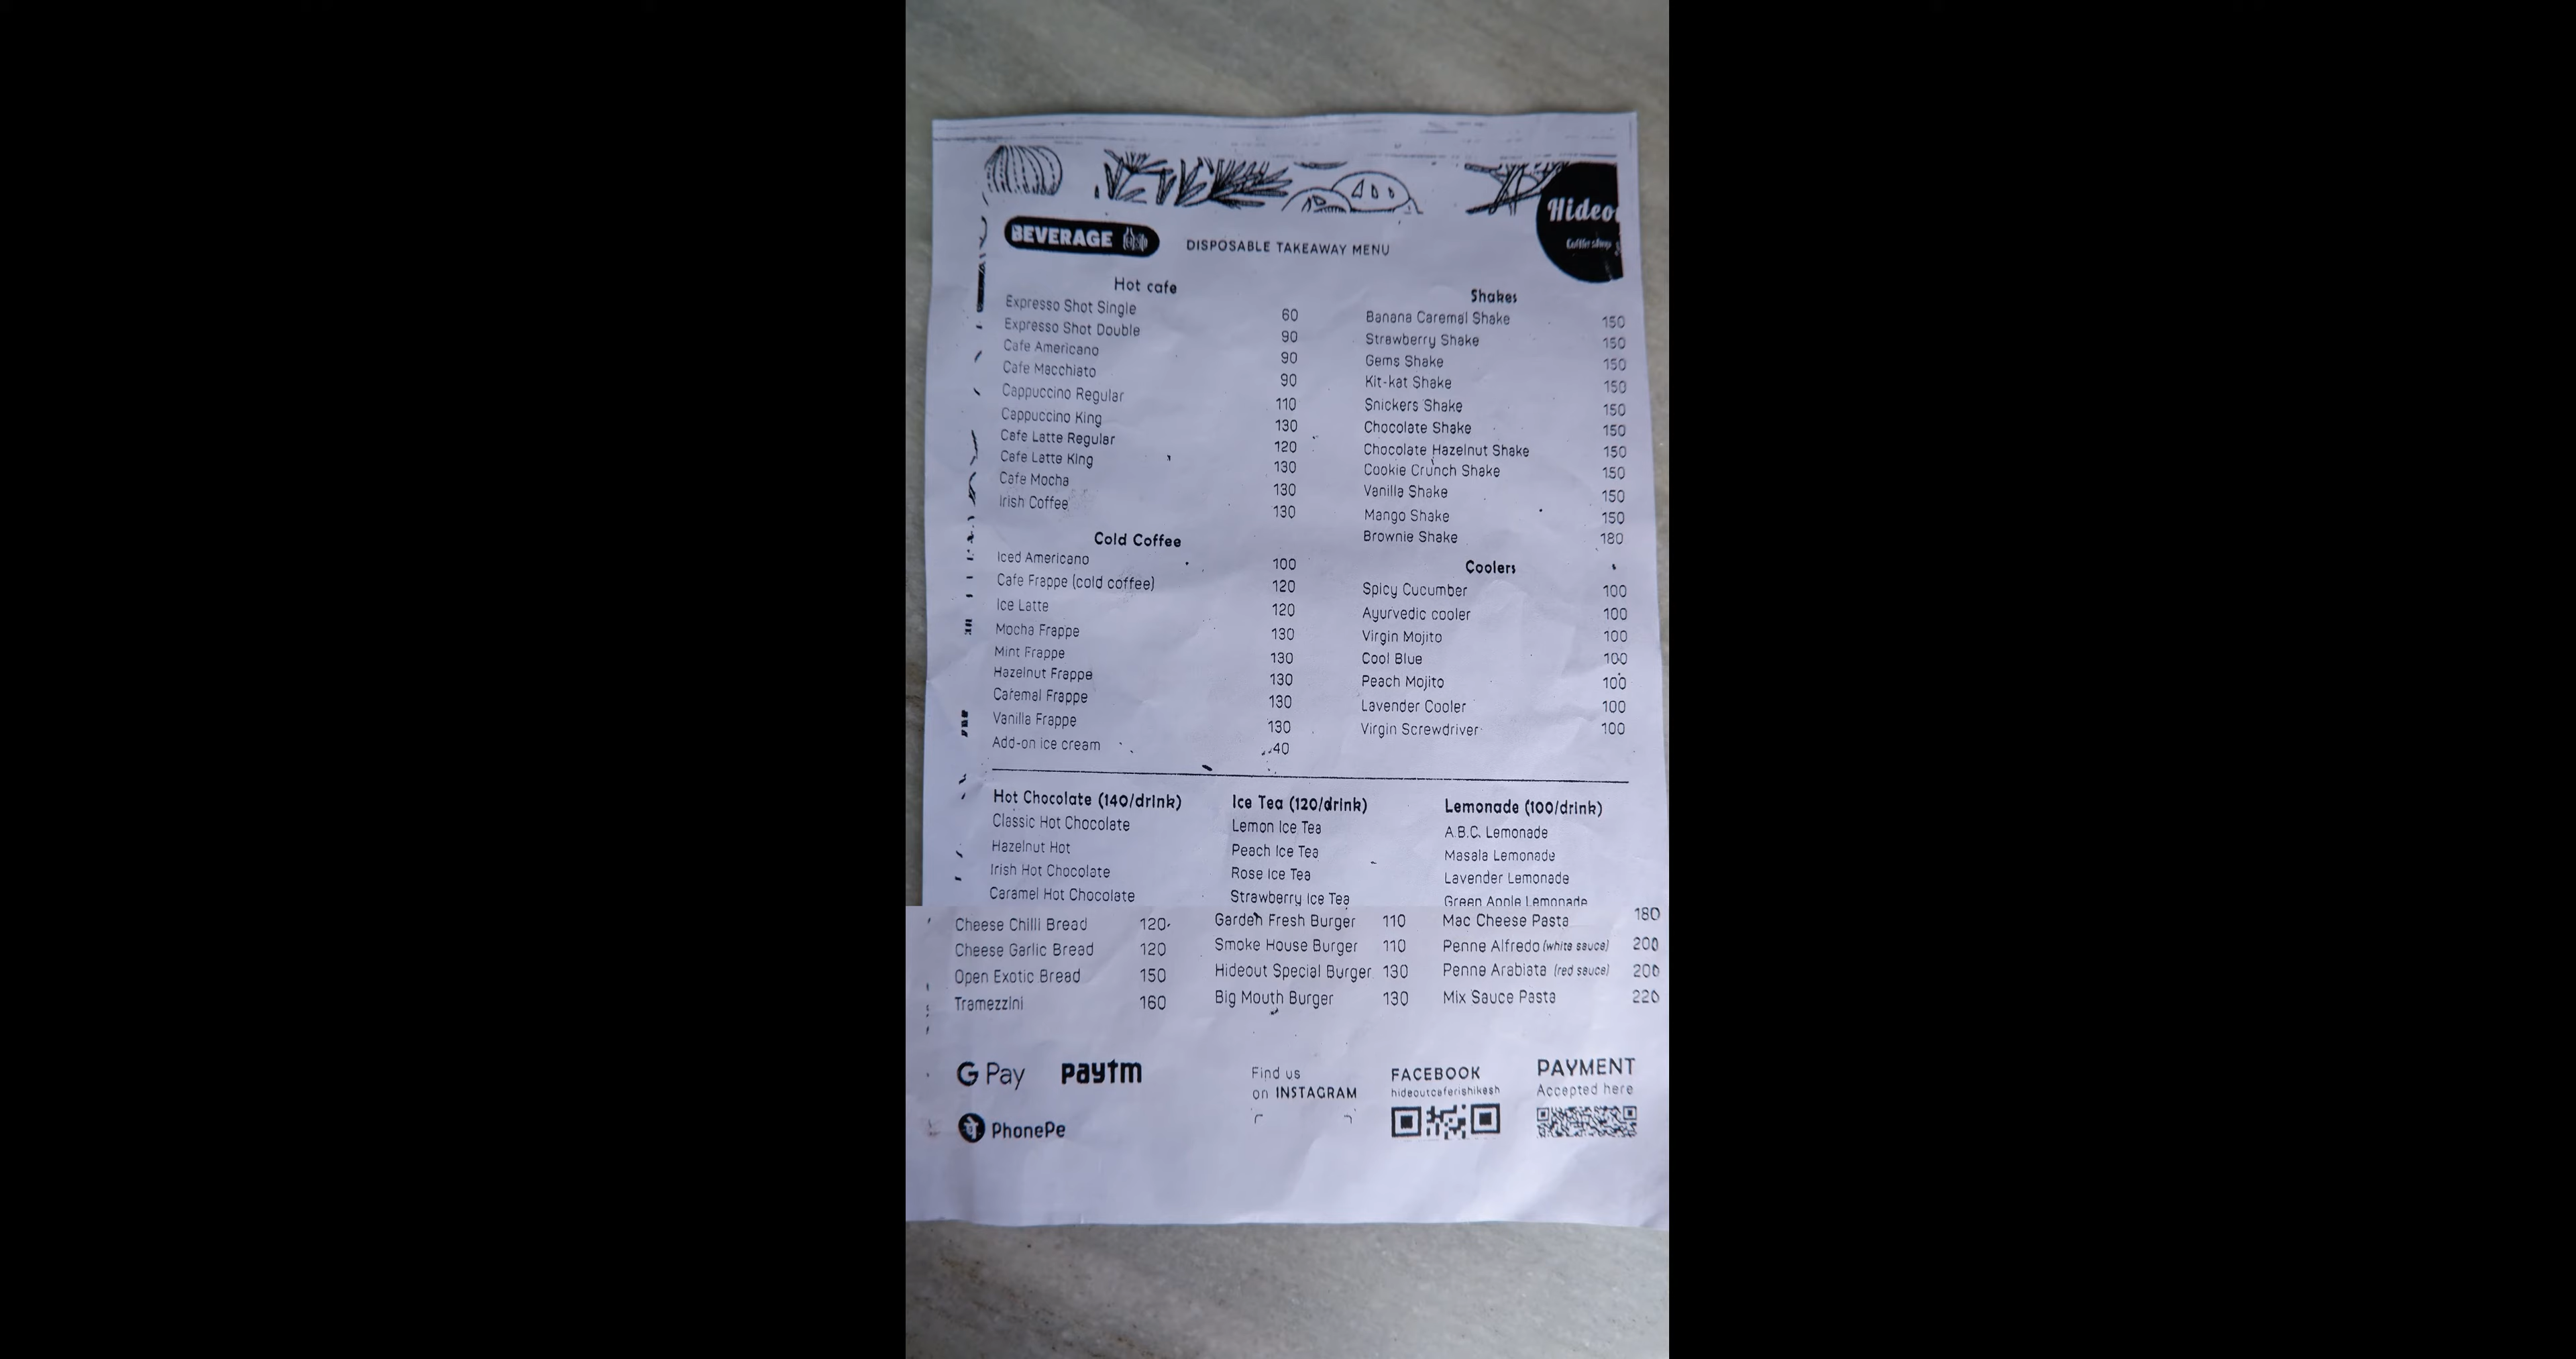 Hideo
Coffee shop
BEVERAGE
DISPOSABLE TAKEAWAY MENU
Hot cafe
Expresso Shot Single 60
Expresso Shot Double 90
Cafe Americano 90
Cafe Macchiato 90
Cappuccino Regular 110
Cappuccino King 130
Cafe Latte Regular 120
Cafe Latte King 130
Cafe Mocha 130
Irish Coffee 130
Cold Coffee
Iced Americano 100
Cafe Frappe (cold coffee) 120
Ice Latte 120
Mocha Frappe 130
Mint Frappe 130
Hazelnut Frappe 130
Caremal Frappe 130
Vanilla Frappe 130
Add-on ice cream 40
Shakes
Banana Caremal Shake 150
Strawberry Shake 150
Gems Shake 150
Kit-kat Shake 150
Snickers Shake 150
Chocolate Shake 150
Chocolate Hazelnut Shake 150
Cookie Crunch Shake 150
Vanilla Shake 150
Mango Shake 150
Brownie Shake 180
Coolers
Spicy Cucumber 100
Ayurvedic cooler 100
Virgin Mojito 100
Cool Blue 100
Peach Mojito 100
Lavender Cooler 100
Virgin Screwdriver 100
Hot Chocolate (140/drink)
Classic Hot Chocolate
Hazelnut Hot
Irish Hot Chocolate
Caramel Hot Chocolate
Ice Tea (120/drink)
Lemon Ice Tea
Peach Ice Tea
Rose Ice Tea
Strawberry Ice Tea
Lemonade (100/drink)
A.B.C. Lemonade
Masala Lemonade
Lavender Lemonade
Green Apple Lemonade
Cheese Chilli Bread 120
Cheese Garlic Bread 120
Open Exotic Bread 150
Tramezzini 160
Garden Fresh Burger 110
Smoke House Burger 110
Hideout Special Burger 130
Big Mouth Burger 130
Mac Cheese Pasta 180
Penne Alfredo (white sauce) 200
Penne Arabiata (red sauce) 200
Mix Sauce Pasta 220
G Pay
paytm
PhonePe
Find us
on INSTAGRAM
FACEBOOK
hideoutcaferishikesh
PAYMENT
Accepted here